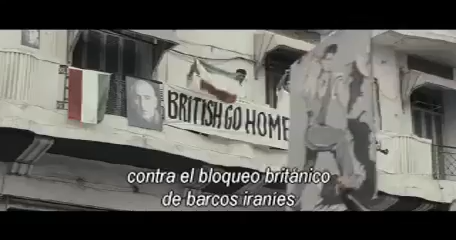 BRITISH GO HOME
contra el bloqueo británico
de barcos iraníes